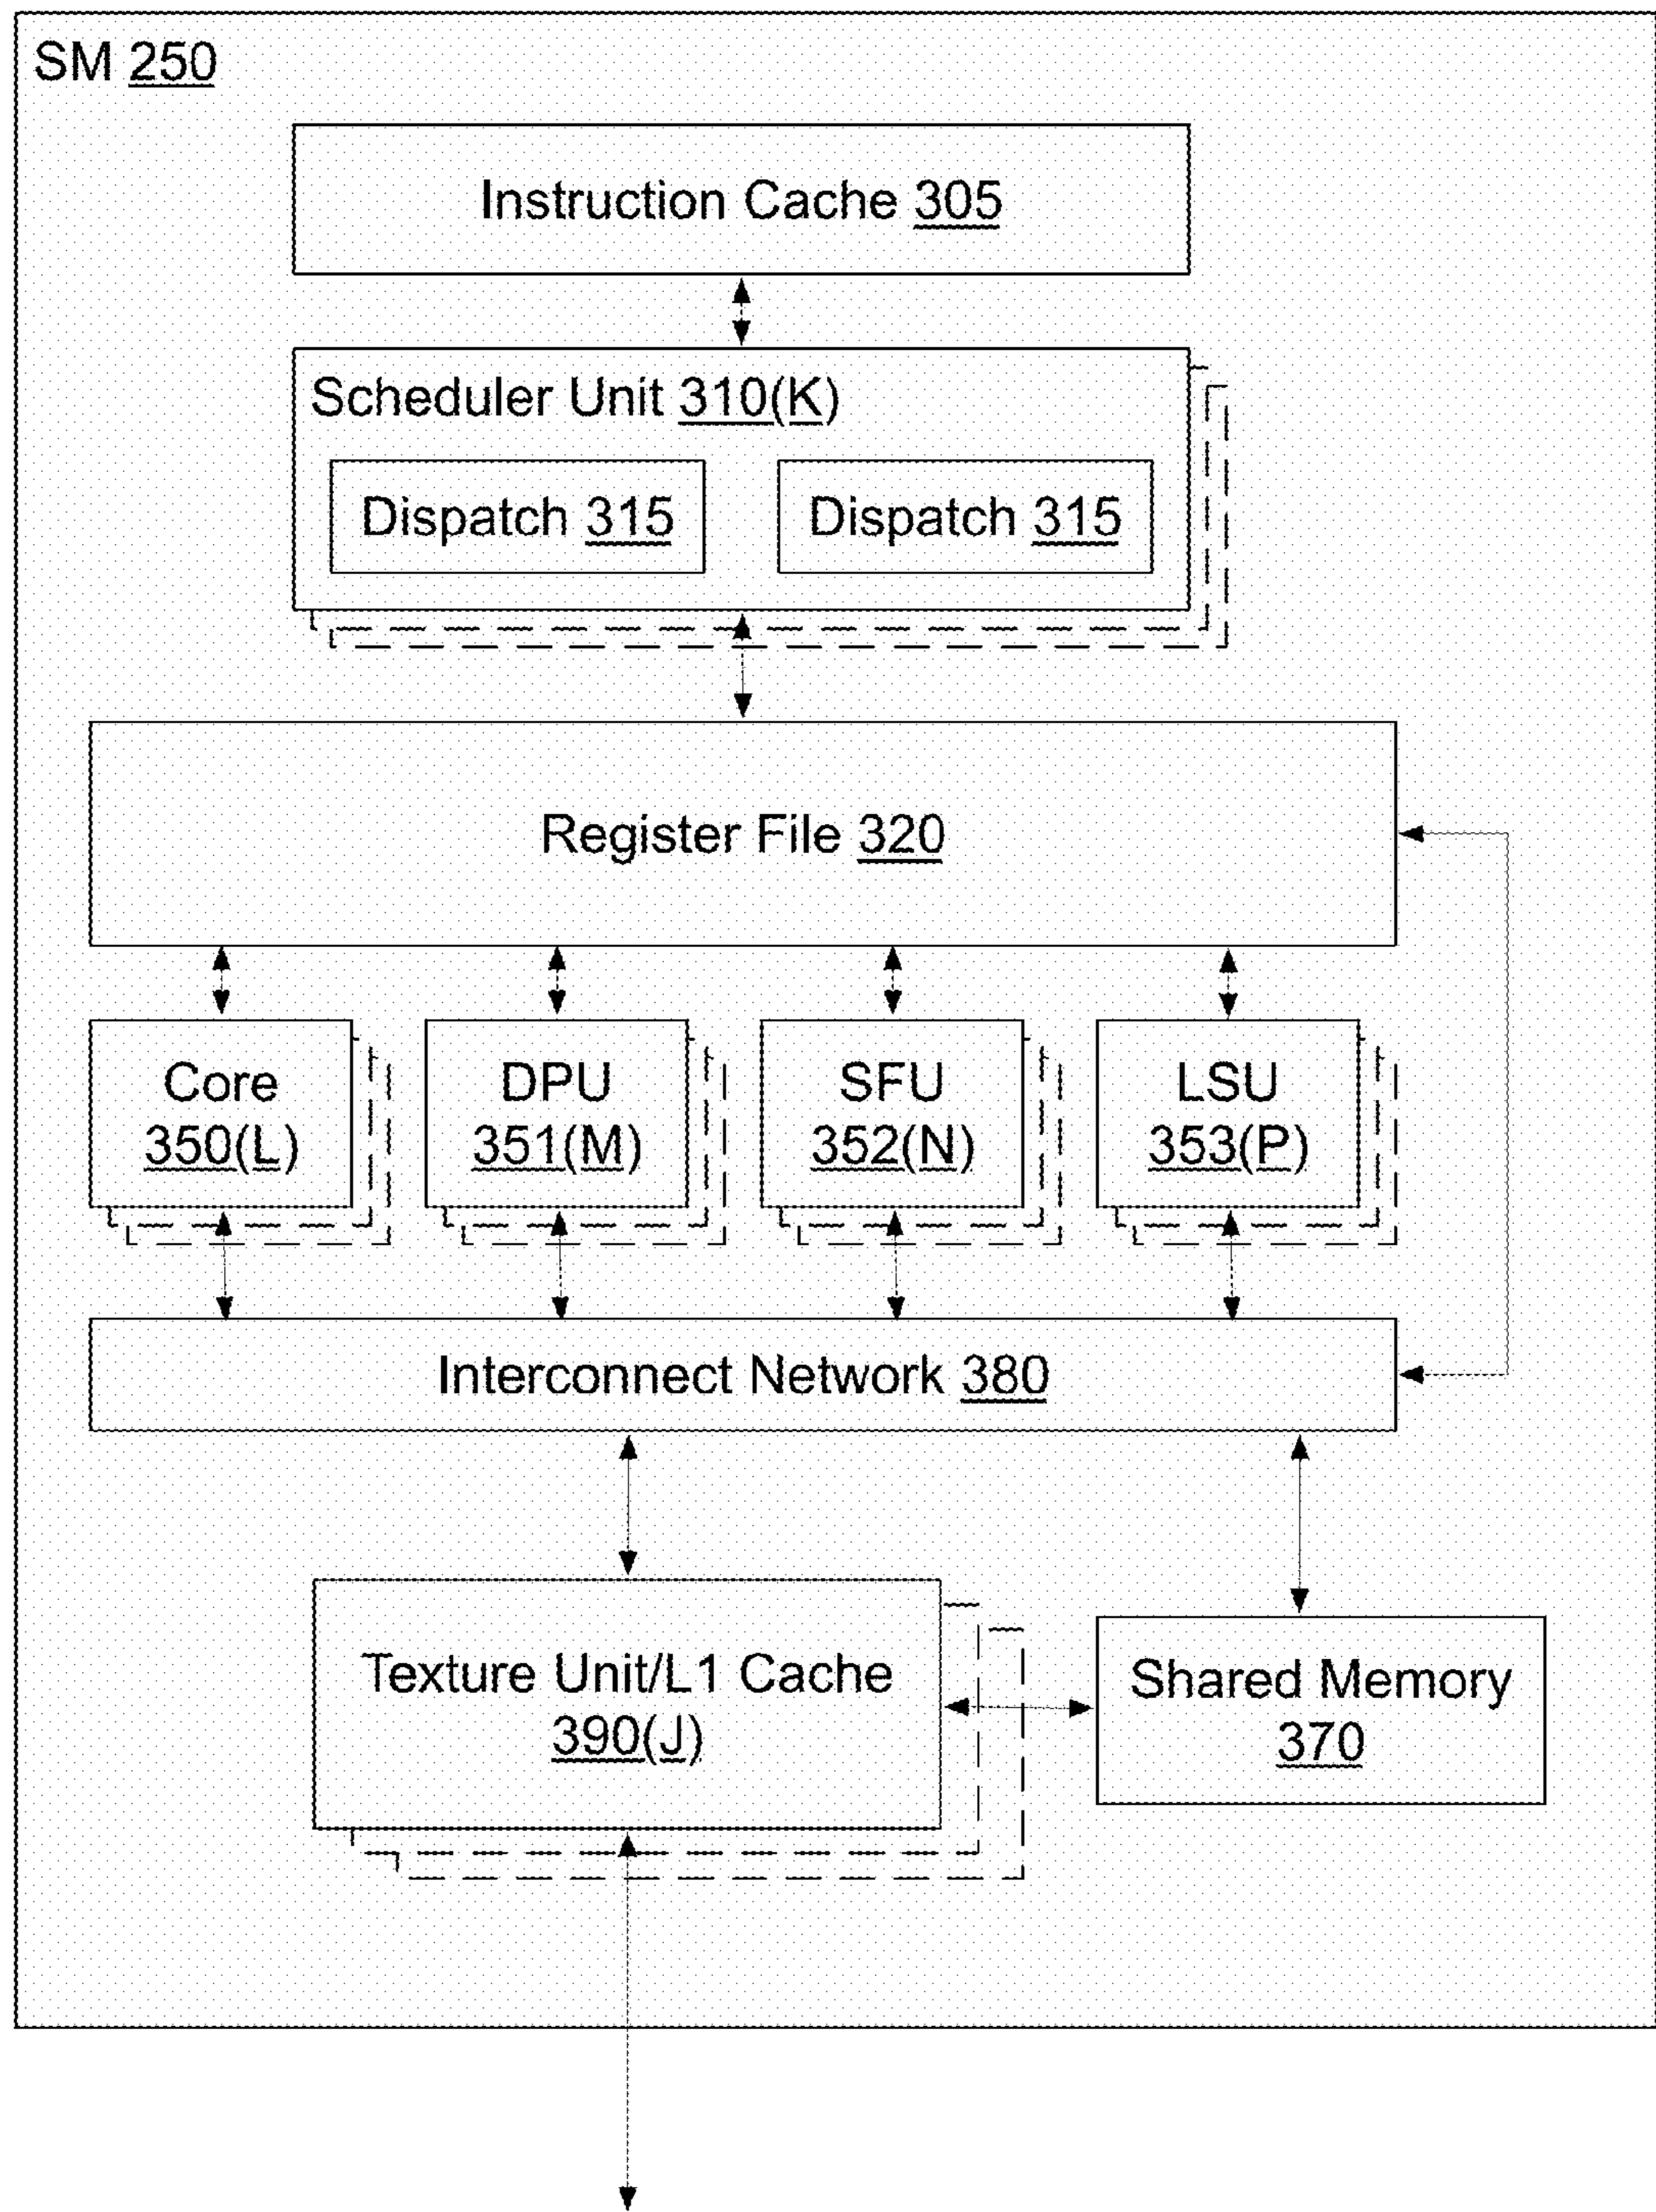 SM 250
Instruction Cache 305
Scheduler Unit 310(K)
Dispatch 315
Dispatch 315
Register File 320
Core
350(L)
DPU
351(M)
SFU
352(N)
LSU
353(P)
Interconnect Network 380
Texture Unit/L1 Cache
390(J)
Shared Memory
370